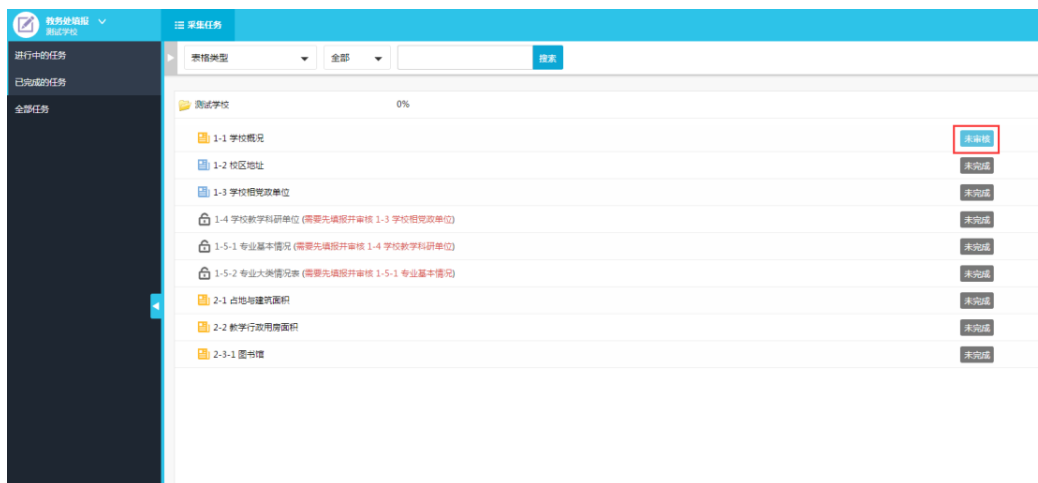 教务处填报
测试学校
采集任务
进行中的任务
已完成的任务
全部任务
表格类型 全部 搜索
测试学校 0%
1-1 学校概况 未审核
1-2 校区地址 未完成
1-3 学校相党政单位 未完成
1-4 学校教学科研单位 (需要先填报并审核 1-3 学校相党政单位) 未完成
1-5-1 专业基本情况 (需要先填报并审核 1-4 学校教学科研单位) 未完成
1-5-2 专业大类情况表 (需要先填报并审核 1-5-1 专业基本情况) 未完成
2-1 占地与建筑面积 未完成
2-2 教学行政用房面积 未完成
2-3-1 图书馆 未完成